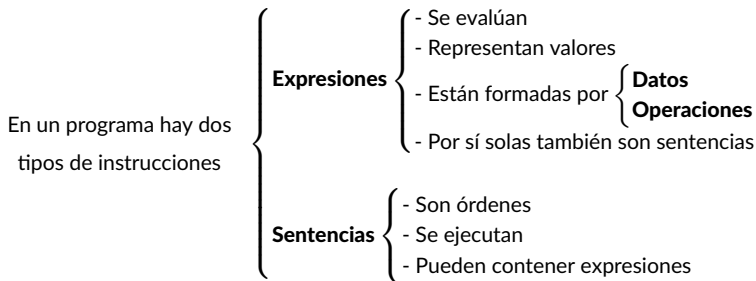 En un programa hay dos
tipos de instrucciones
Expresiones
- Se evalúan
- Representan valores
- Están formadas por
Datos
Operaciones
- Por sí solas también son sentencias
Sentencias
- Son órdenes
- Se ejecutan
- Pueden contener expresiones